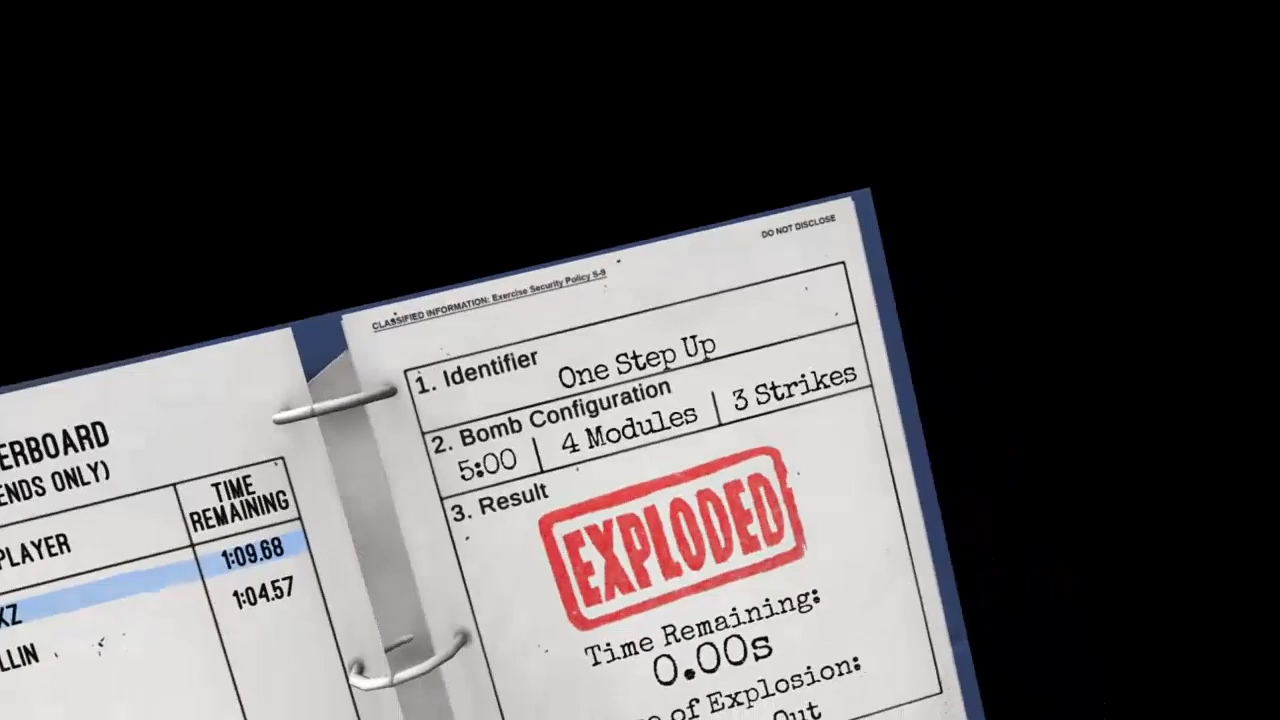 ERBOARD
ENDS ONLY)
PLAYER
TIME
REMAINING
KZ
1:09.68
LLIN
1:04.57
CLASSIFIED INFORMATION: Exercise Security Policy S-9
DO NOT DISCLOSE
1. Identifier
One Step Up
2. Bomb Configuration
5:00 | 4 Modules | 3 Strikes
3. Result
EXPLODED
Time Remaining:
0.00s
of Explosion:
Out